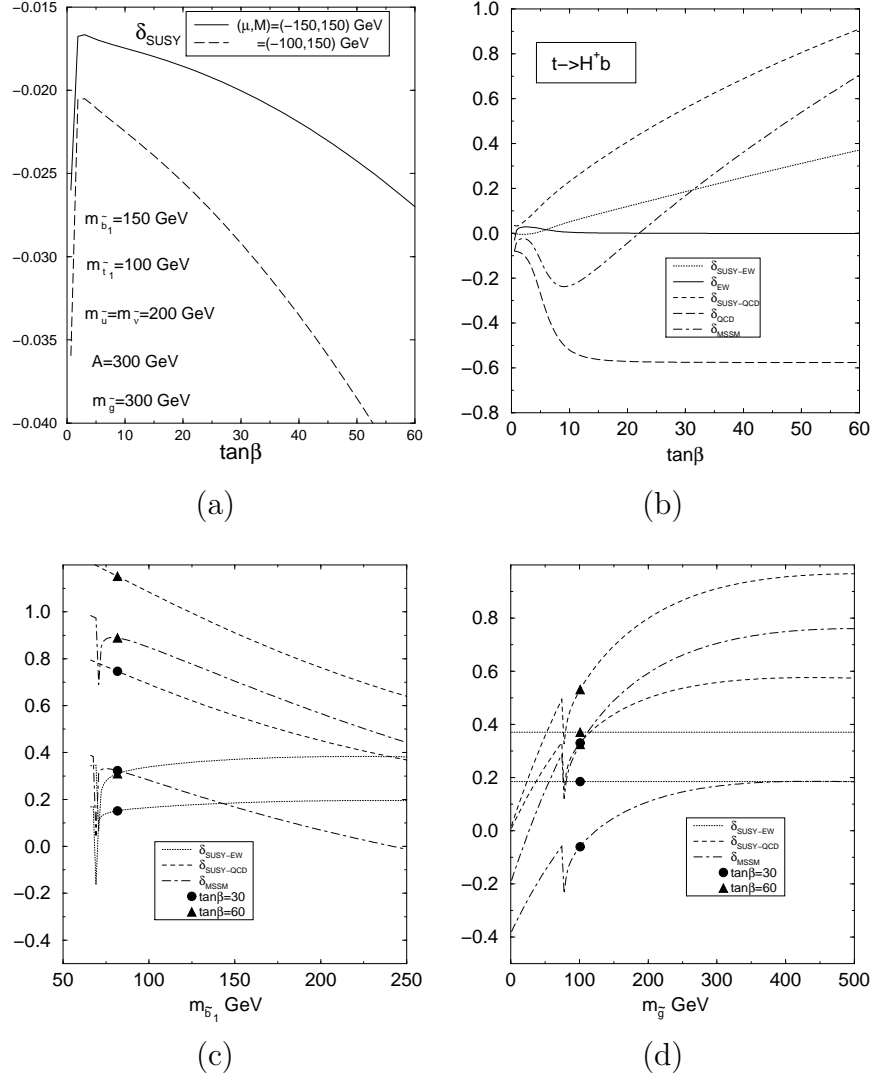 δSUSY
(μ,M)=(−150,150) GeV
=(−100,150) GeV
−0.015
−0.020
−0.025
−0.030
−0.035
−0.040
m_b̃₁=150 GeV
m_t̃₁=100 GeV
m_ũ=m_ν̃=200 GeV
A=300 GeV
m_g̃=300 GeV
0 10 20 30 40 50 60
tanβ
(a)
t−>H⁺b
1.0
0.8
0.6
0.4
0.2
0.0
−0.2
−0.4
−0.6
−0.8
δSUSY−EW
δEW
δSUSY−QCD
δQCD
δMSSM
0 10 20 30 40 50 60
tanβ
(b)
1.0
0.8
0.6
0.4
0.2
0.0
−0.2
−0.4
δSUSY−EW
δSUSY−QCD
δMSSM
tanβ=30
tanβ=60
50 100 150 200 250
m_b̃₁ GeV
(c)
0.8
0.6
0.4
0.2
0.0
−0.2
−0.4
δSUSY−EW
δSUSY−QCD
δMSSM
tanβ=30
tanβ=60
0 100 200 300 400 500
m_g̃ GeV
(d)